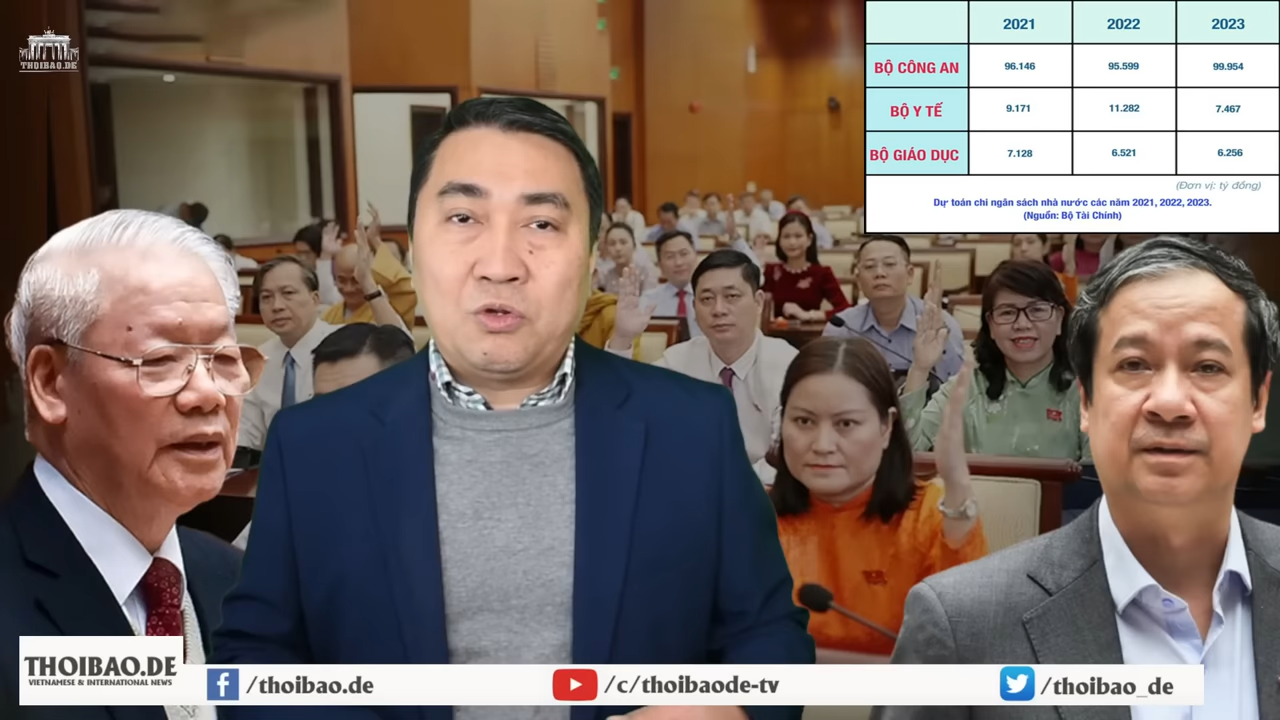 THOIBAO.DE
2021 2022 2023
BỘ CÔNG AN 96.146 95.599 99.954
BỘ Y TẾ 9.171 11.282 7.467
BỘ GIÁO DỤC 7.128 6.521 6.256
(Đơn vị: tỷ đồng)
Dự toán chi ngân sách nhà nước các năm 2021, 2022, 2023.
(Nguồn: Bộ Tài Chính)
THOIBAO.DE
VIETNAMESE & INTERNATIONAL NEWS
/thoibao.de
/c/thoibaode-tv
/thoibao_de